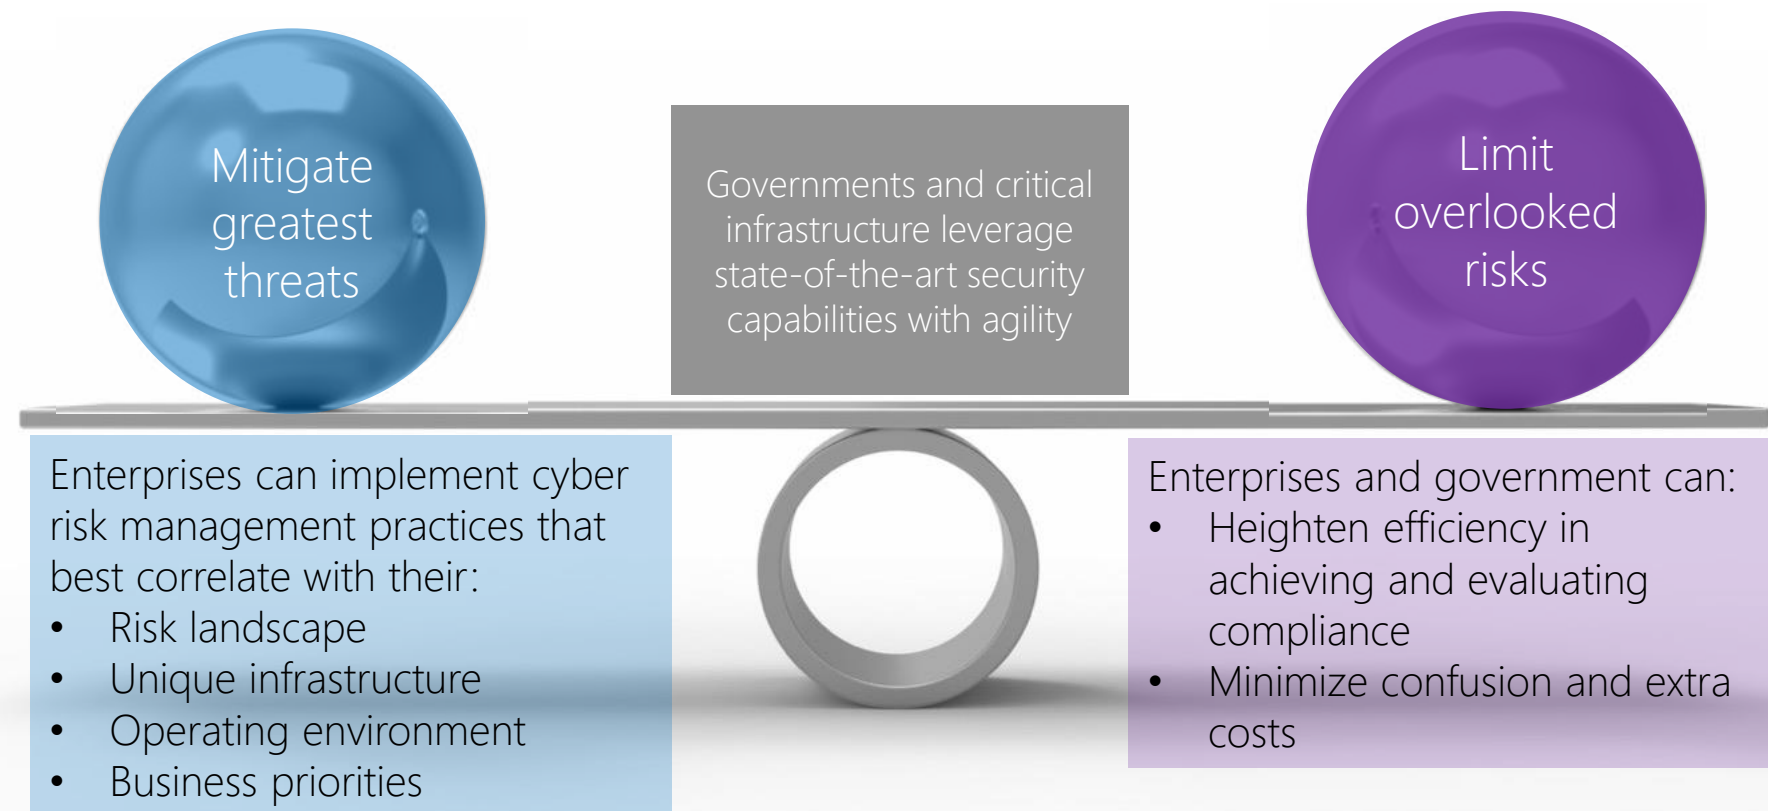 Mitigate
greatest
threats
Governments and critical
infrastructure leverage
state-of-the-art security
capabilities with agility
Limit
overlooked
risks
Enterprises can implement cyber
risk management practices that
best correlate with their:
• Risk landscape
• Unique infrastructure
• Operating environment
• Business priorities
Enterprises and government can:
• Heighten efficiency in
achieving and evaluating
compliance
• Minimize confusion and extra
costs